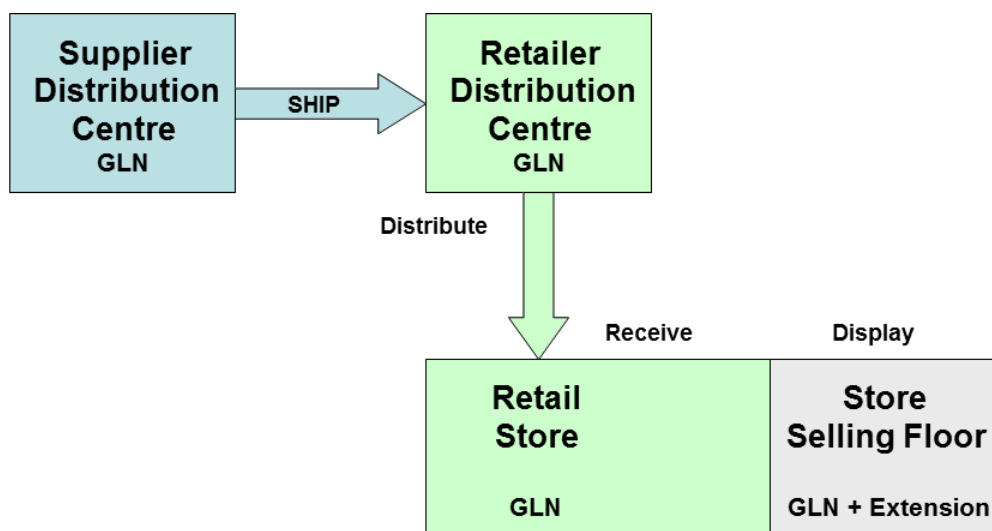 Supplier
Distribution
Centre
GLN
SHIP
Retailer
Distribution
Centre
GLN
Distribute
Receive
Display
Retail
Store
GLN
Store
Selling Floor
GLN + Extension